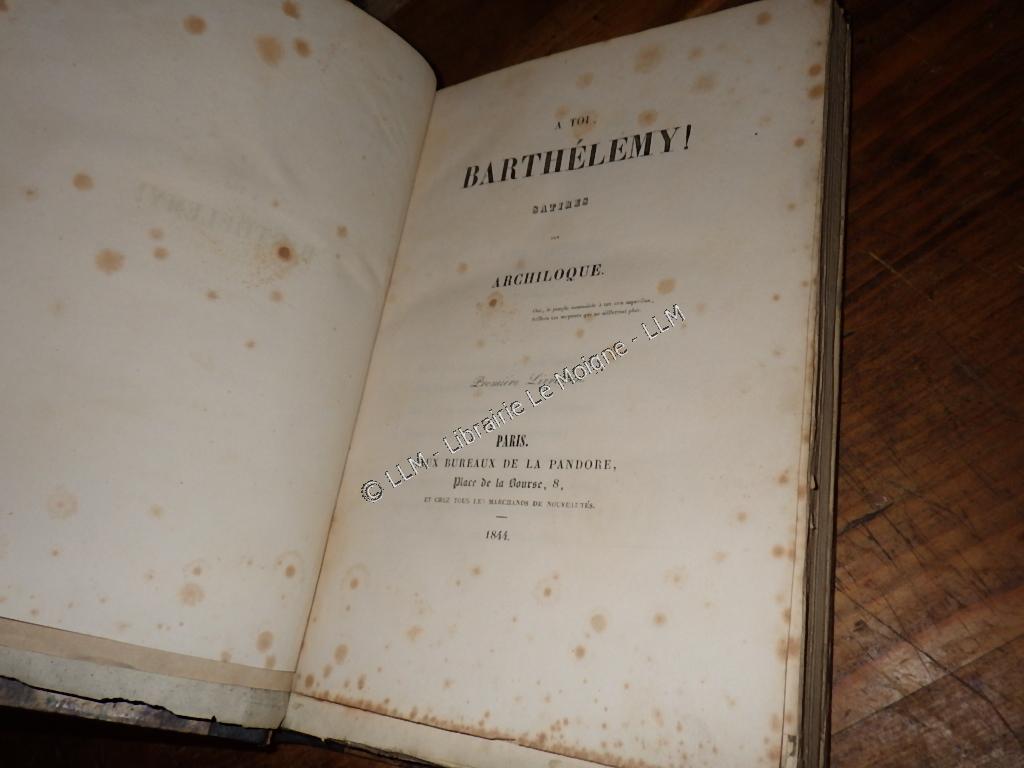 A TOI,
BARTHÉLEMY!
SATIRES
PAR
ARCHILOQUE.
Première
PARIS.
AUX BUREAUX DE LA PANDORE,
Place de la Bourse, 8,
ET CHEZ TOUS LES MARCHANDS DE NOUVEAUTÉS.
1844.
© LLM - Librairie Le Moigne - LLM